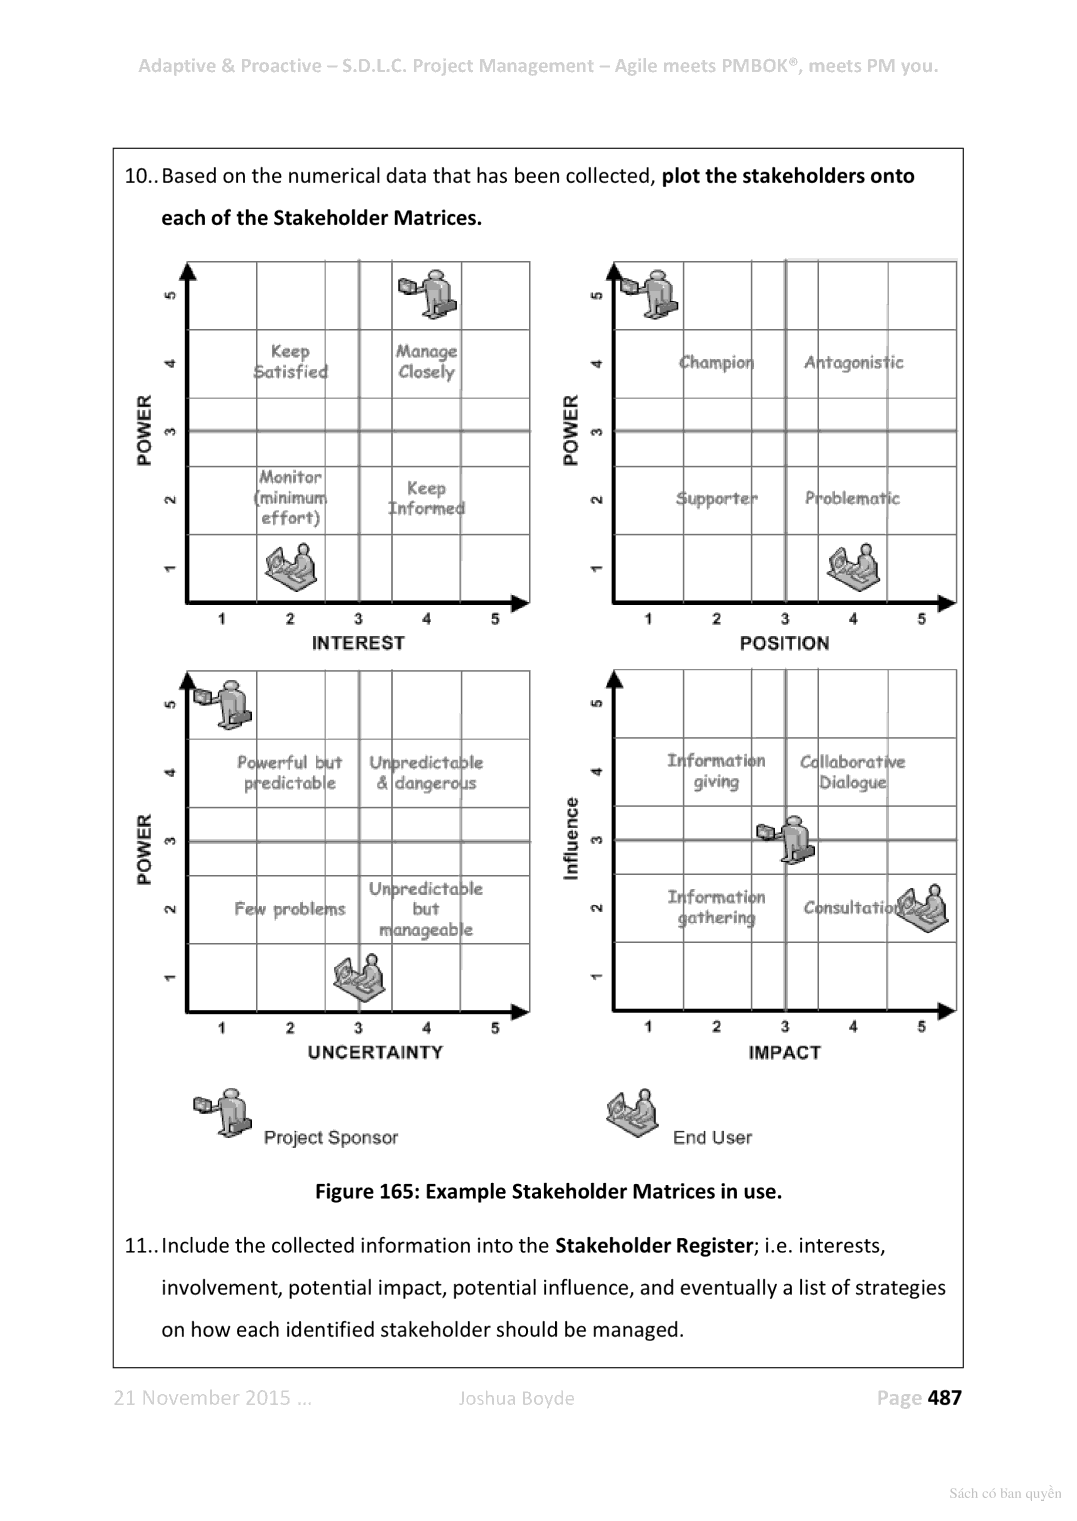 Adaptive & Proactive – S.D.L.C. Project Management – Agile meets PMBOK®, meets PM you.
10..Based on the numerical data that has been collected, plot the stakeholders onto
each of the Stakeholder Matrices.
POWER
5
4
3
2
1
Keep
Satisfied
Manage
Closely
Monitor
(minimum
effort)
Keep
Informed
1 2 3 4 5
INTEREST
POWER
5
4
3
2
1
Champion
Antagonistic
Supporter
Problematic
1 2 3 4 5
POSITION
POWER
5
4
3
2
1
Powerful but
predictable
Unpredictable
& dangerous
Few problems
Unpredictable
but
manageable
1 2 3 4 5
UNCERTAINTY
Influence
5
4
3
2
1
Information
giving
Collaborative
Dialogue
Information
gathering
Consultation
1 2 3 4 5
IMPACT
Project Sponsor
End User
Figure 165: Example Stakeholder Matrices in use.
11..Include the collected information into the Stakeholder Register; i.e. interests,
involvement, potential impact, potential influence, and eventually a list of strategies
on how each identified stakeholder should be managed.
21 November 2015 … Joshua Boyde Page 487
Sách có bản quyền